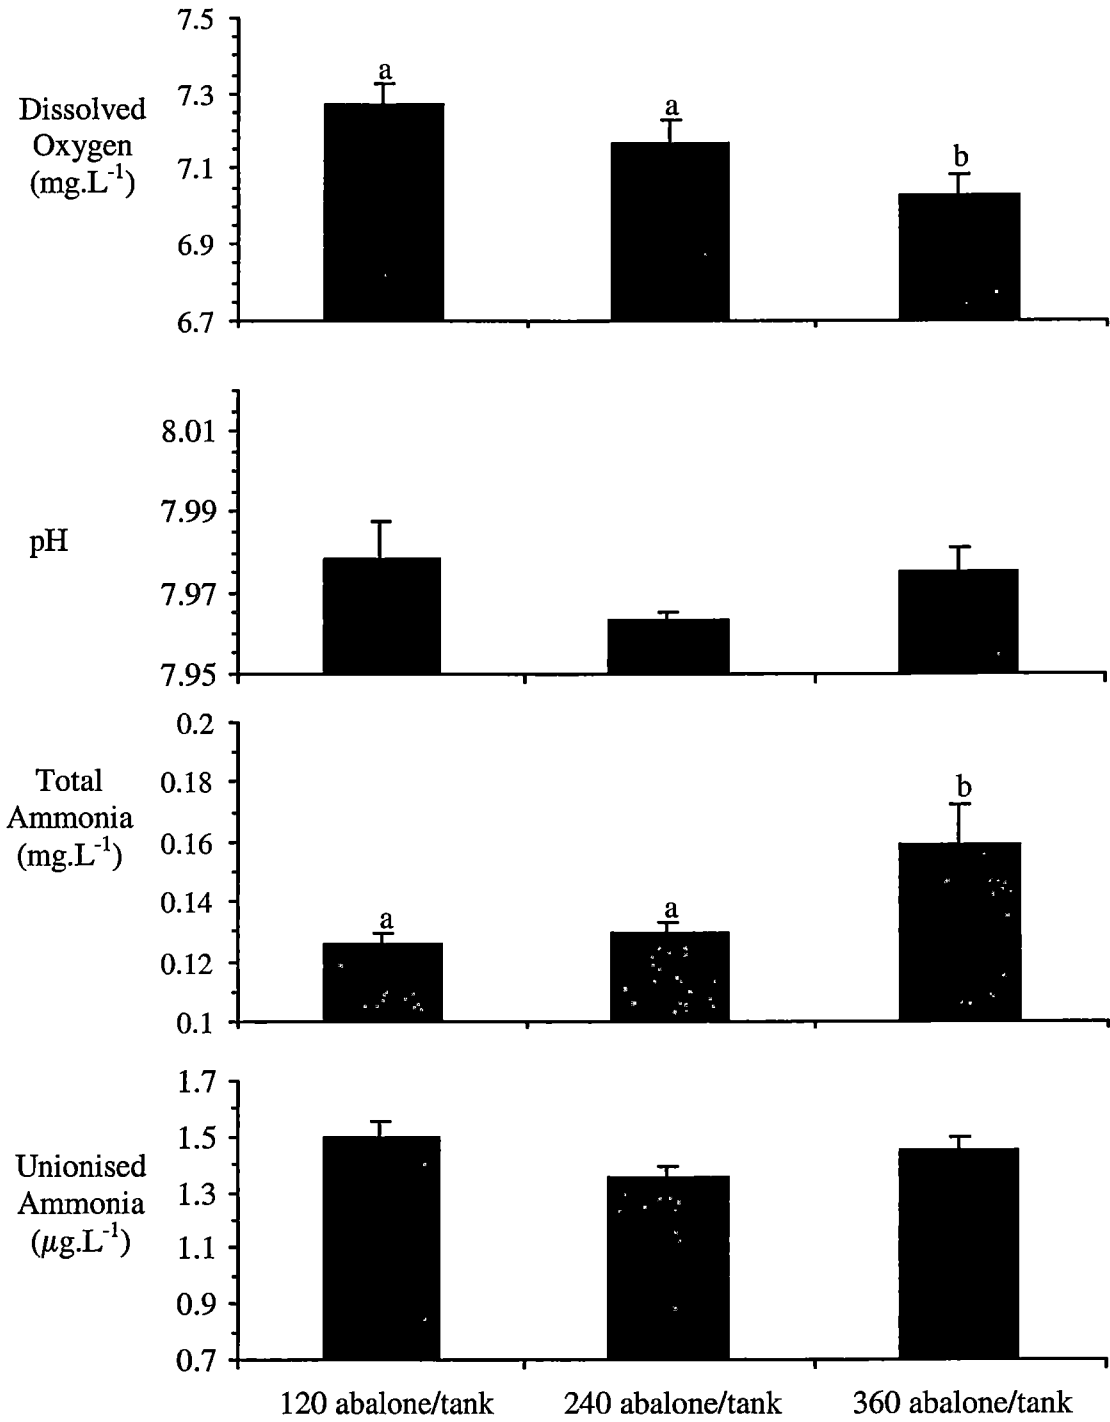 7.5
a
7.3
a
Dissolved
Oxygen
(mg.L⁻¹)
7.1
b
6.9
6.7
8.01
7.99
pH
7.97
7.95
0.2
Total
Ammonia
(mg.L⁻¹)
0.18
b
0.16
0.14
a
a
0.12
0.1
1.7
1.5
Unionised
Ammonia
(µg.L⁻¹)
1.3
1.1
0.9
0.7
120 abalone/tank 240 abalone/tank 360 abalone/tank